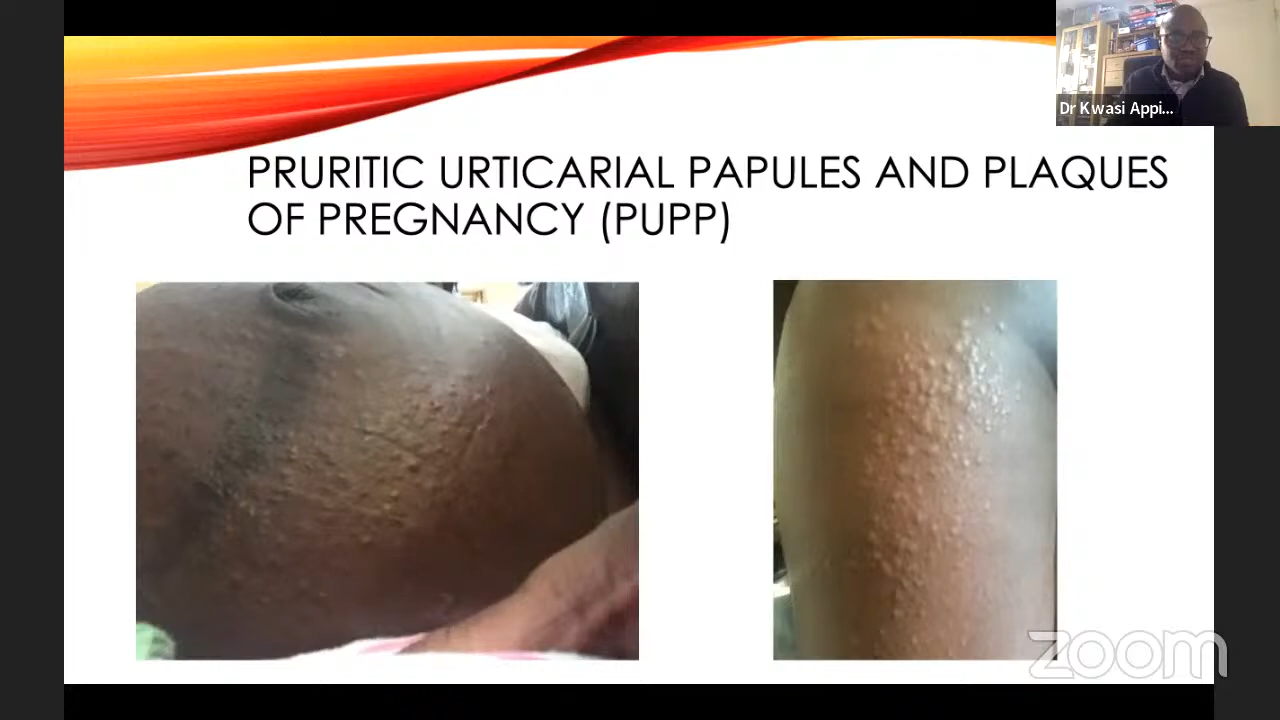 Dr Kwasi Appi...
PRURITIC URTICARIAL PAPULES AND PLAQUES
OF PREGNANCY (PUPP)
zoom